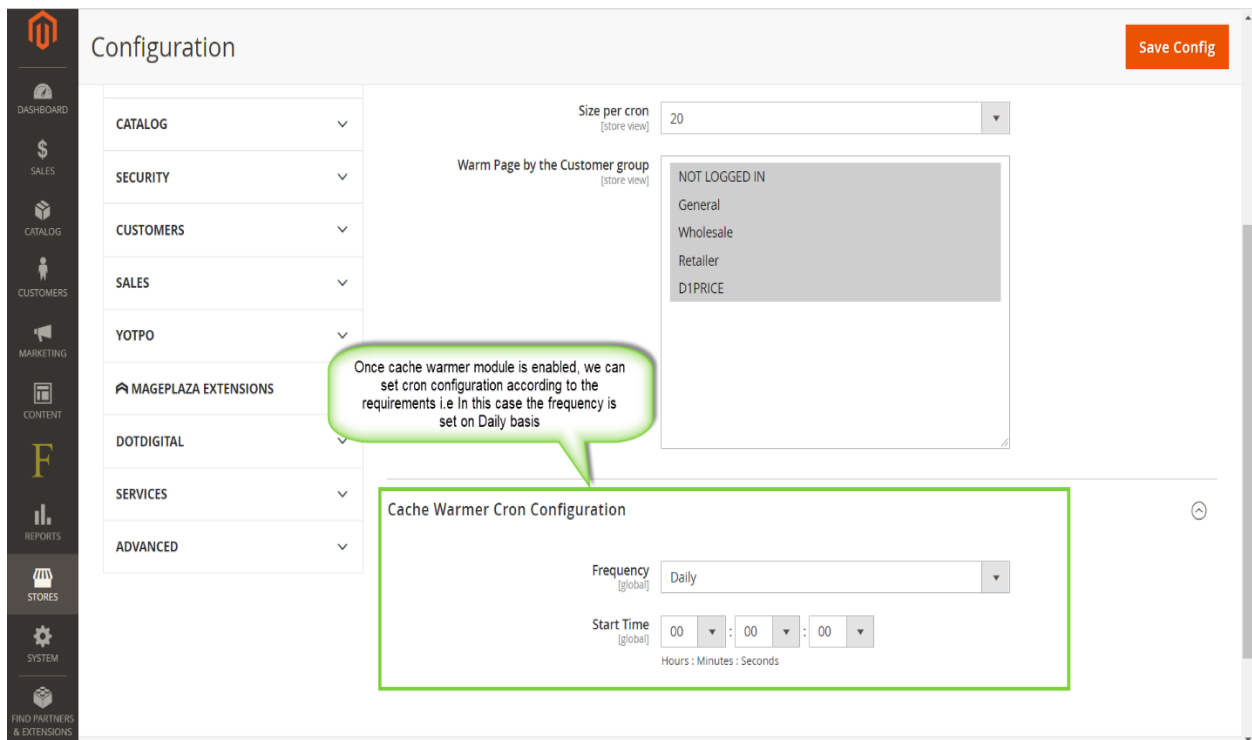 Configuration
Save Config
DASHBOARD
SALES
CATALOG
CUSTOMERS
MARKETING
CONTENT
F
REPORTS
STORES
SYSTEM
FIND PARTNERS
& EXTENSIONS
CATALOG
SECURITY
CUSTOMERS
SALES
YOTPO
MAGEPLAZA EXTENSIONS
DOTDIGITAL
SERVICES
ADVANCED
Size per cron
[store view]
20
Warm Page by the Customer group
[store view]
NOT LOGGED IN
General
Wholesale
Retailer
D1PRICE
Once cache warmer module is enabled, we can
set cron configuration according to the
requirements i.e In this case the frequency is
set on Daily basis
Cache Warmer Cron Configuration
Frequency
[global]
Daily
Start Time
[global]
00 : 00 : 00
Hours : Minutes : Seconds